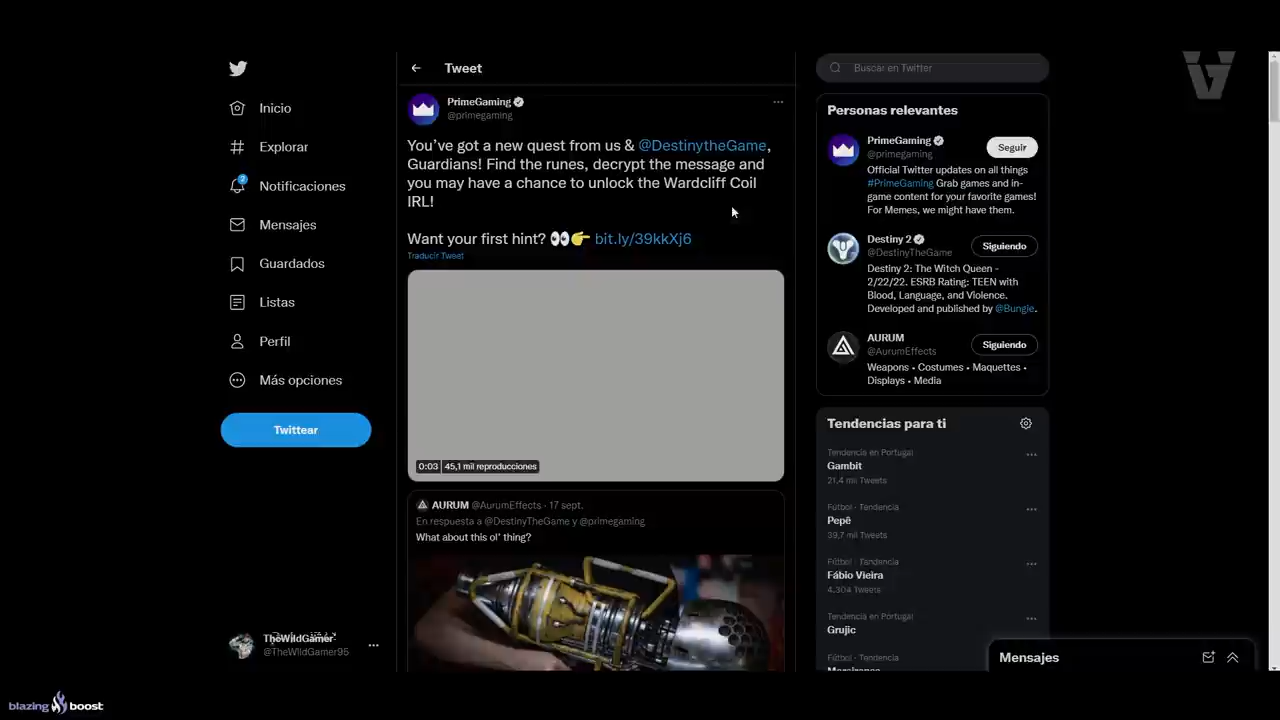 Tweet
Buscar en Twitter
Inicio
Explorar
2
Notificaciones
Mensajes
Guardados
Listas
Perfil
Más opciones
Twittear
TheWildGamer
@TheWildGamer95
PrimeGaming
@primegaming
You've got a new quest from us & @DestinytheGame,
Guardians! Find the runes, decrypt the message and
you may have a chance to unlock the Wardcliff Coil
IRL!
Want your first hint? 👀👉 bit.ly/39kkXj6
Traducir Tweet
0:03 45,1 mil reproducciones
AURUM @AurumEffects · 17 sept.
En respuesta a @DestinyTheGame y @primegaming
What about this ol' thing?
Personas relevantes
PrimeGaming
@primegaming
Seguir
Official Twitter updates on all things
#PrimeGaming Grab games and in-
game content for your favorite games!
For Memes, we might have them.
Destiny 2
@DestinyTheGame
Siguiendo
Destiny 2: The Witch Queen -
2/22/22. ESRB Rating: TEEN with
Blood, Language, and Violence.
Developed and published by @Bungie.
AURUM
@AurumEffects
Siguiendo
Weapons • Costumes • Maquettes •
Displays • Media
Tendencias para ti
Tendencia en Portugal
Gambit
21,4 mil Tweets
Fútbol · Tendencia
Pepê
39,7 mil Tweets
Fútbol · Tendencia
Fábio Vieira
4.304 Tweets
Tendencia en Portugal
Grujic
Fútbol · Tendencia
Mensajes
blazing boost